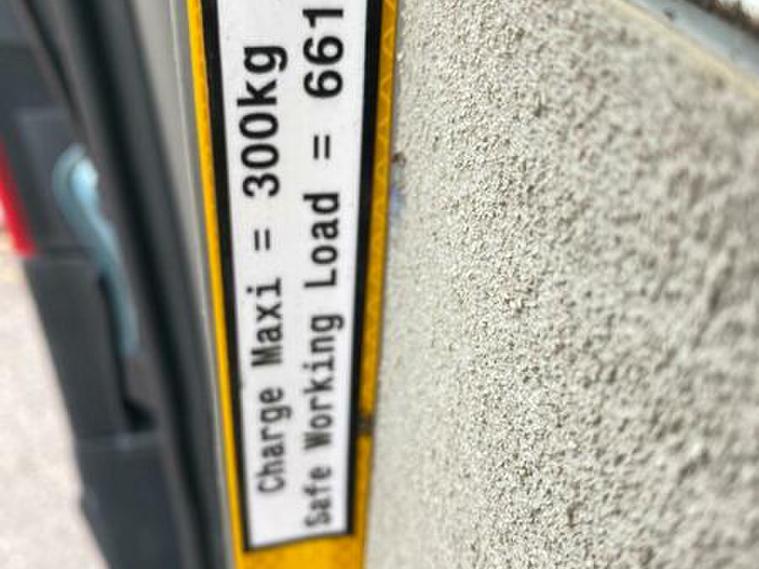 Charge Maxi = 300kg
Safe Working Load = 661